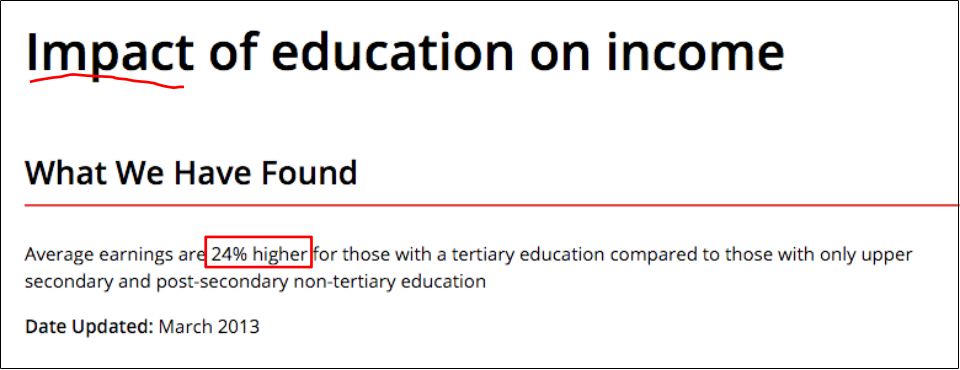 Impact of education on income
What We Have Found
Average earnings are 24% higher for those with a tertiary education compared to those with only upper
secondary and post-secondary non-tertiary education
Date Updated: March 2013